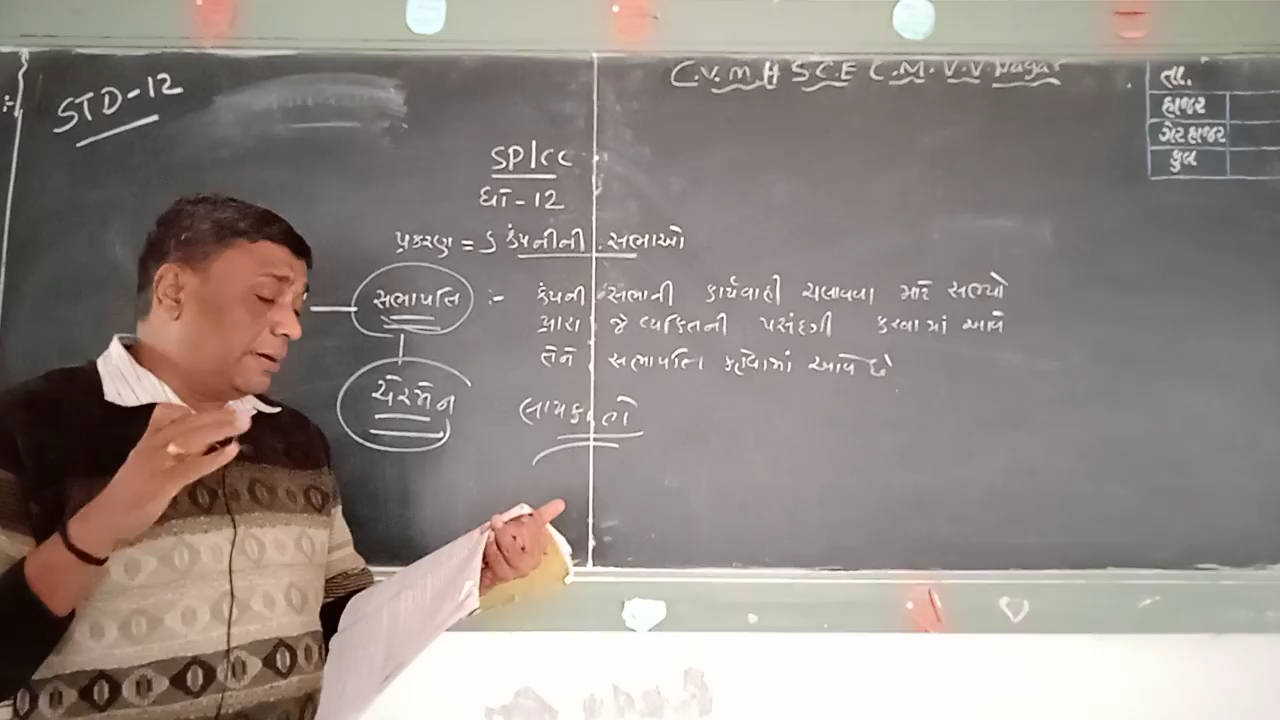 STD-12
C.V.M.H S.C.E C.M. V.V.Nagar
તા.
હાજર
ગેરહાજર
કુલ
SP/CC
ધો-12
પ્રકરણ = 5 કંપનીની સભાઓ
સભાપતિ :- કંપની સભાની કાર્યવાહી ચલાવવા માટે સભ્યો
દ્વારા જે વ્યક્તિની પસંદગી કરવામાં આવે
તેને સભાપતિ કહેવામાં આવે છે
ચેરમેન
લાયકાતો